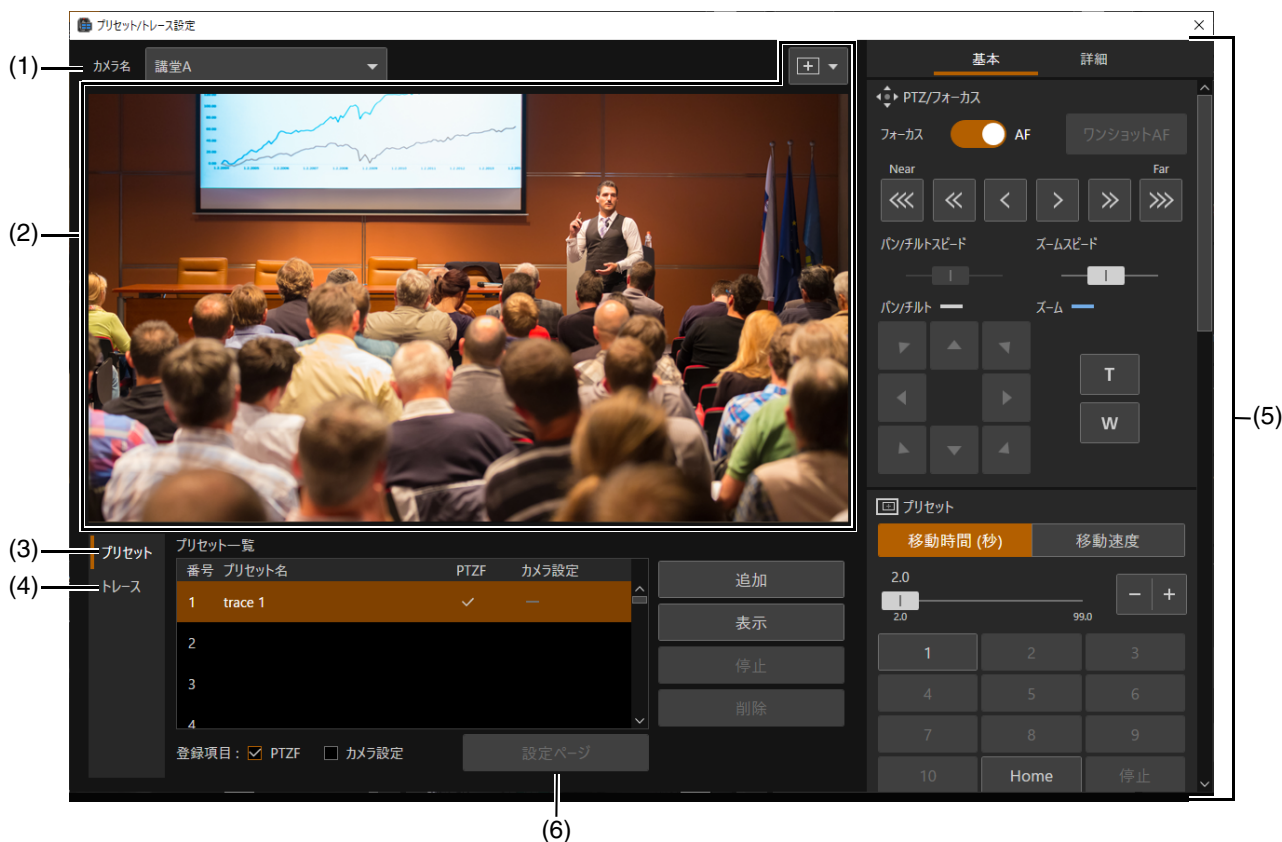 プリセット/トレース設定
(1) カメラ名 講堂A
基本 詳細
PTZ/フォーカス
フォーカス AF ワンショットAF
Near Far
(2)
パン/チルトスピード ズームスピード
パン/チルト ズーム
T
W
(5)
(3) プリセット
(4) トレース
プリセット一覧
番号 プリセット名 PTZF カメラ設定
1 trace 1
2
3
4
追加
表示
停止
削除
登録項目 : PTZF カメラ設定 設定ページ
(6)
プリセット
移動時間 (秒) 移動速度
2.0
2.0 99.0
1 2 3
4 5 6
7 8 9
10 Home 停止